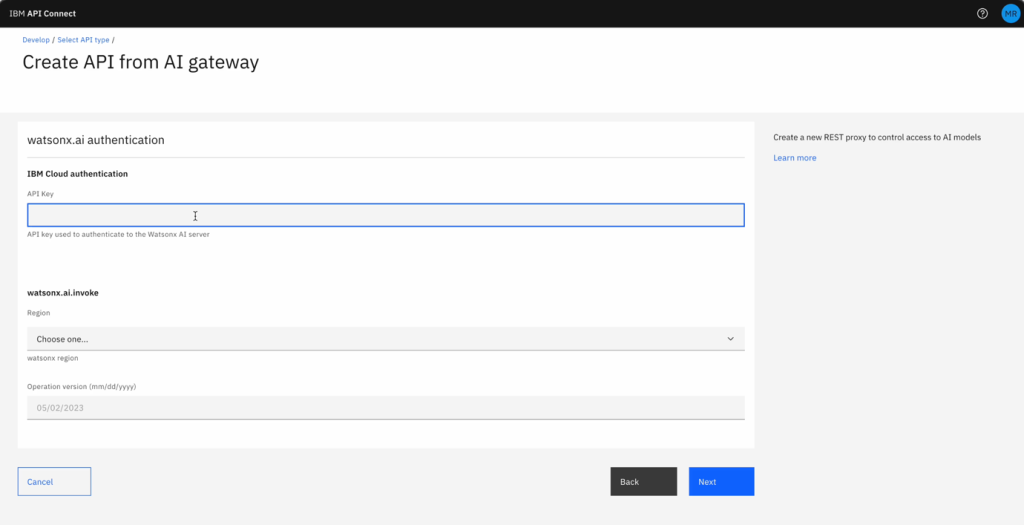 IBM API Connect
MR
Develop / Select API type /
Create API from AI gateway
watsonx.ai authentication
IBM Cloud authentication
API Key
API key used to authenticate to the Watsonx AI server
watsonx.ai.invoke
Region
Choose one...
watsonx region
Operation version (mm/dd/yyyy)
05/02/2023
Cancel
Back
Next
Create a new REST proxy to control access to AI models
Learn more